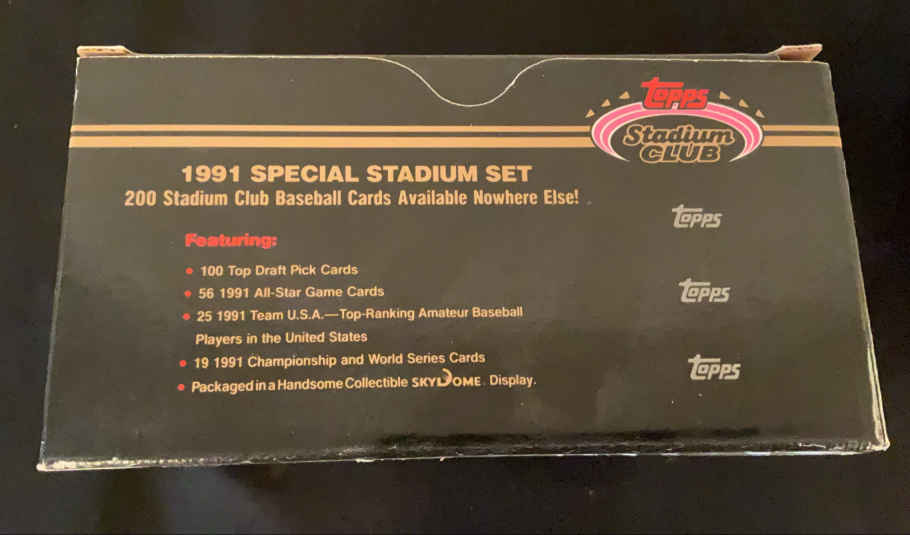 Topps
Stadium
CLUB
1991 SPECIAL STADIUM SET
200 Stadium Club Baseball Cards Available Nowhere Else!
Topps
Featuring:
• 100 Top Draft Pick Cards
• 56 1991 All-Star Game Cards
Topps
• 25 1991 Team U.S.A.—Top-Ranking Amateur Baseball
Players in the United States
• 19 1991 Championship and World Series Cards
Topps
• Packaged in a Handsome Collectible SKYDOME. Display.